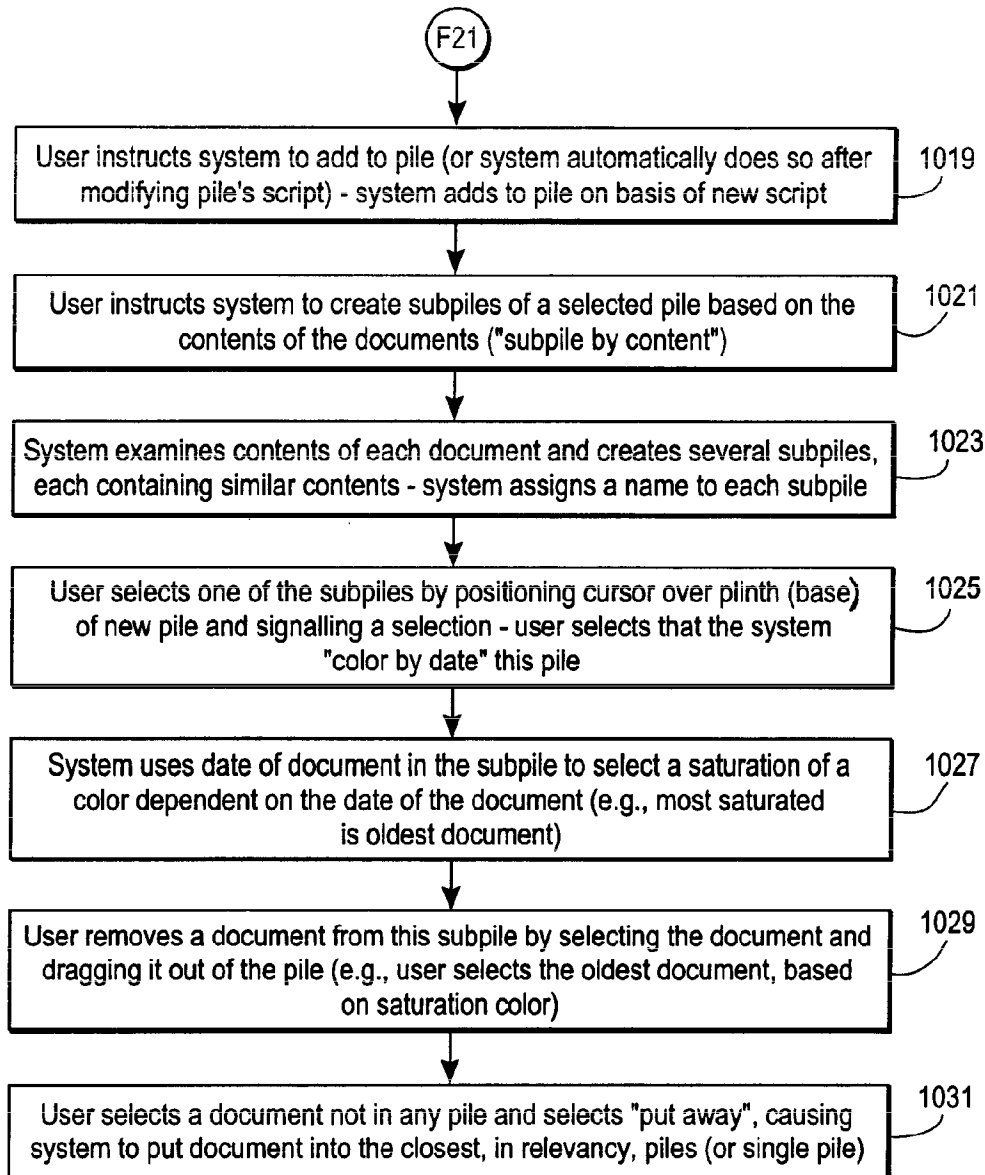 F21
User instructs system to add to pile (or system automatically does so after
modifying pile's script) - system adds to pile on basis of new script
1019
User instructs system to create subpiles of a selected pile based on the
contents of the documents ("subpile by content")
1021
System examines contents of each document and creates several subpiles,
each containing similar contents - system assigns a name to each subpile
1023
User selects one of the subpiles by positioning cursor over plinth (base)
of new pile and signalling a selection - user selects that the system
"color by date" this pile
1025
System uses date of document in the subpile to select a saturation of a
color dependent on the date of the document (e.g., most saturated
is oldest document)
1027
User removes a document from this subpile by selecting the document and
dragging it out of the pile (e.g., user selects the oldest document, based
on saturation color)
1029
User selects a document not in any pile and selects "put away", causing
system to put document into the closest, in relevancy, piles (or single pile)
1031